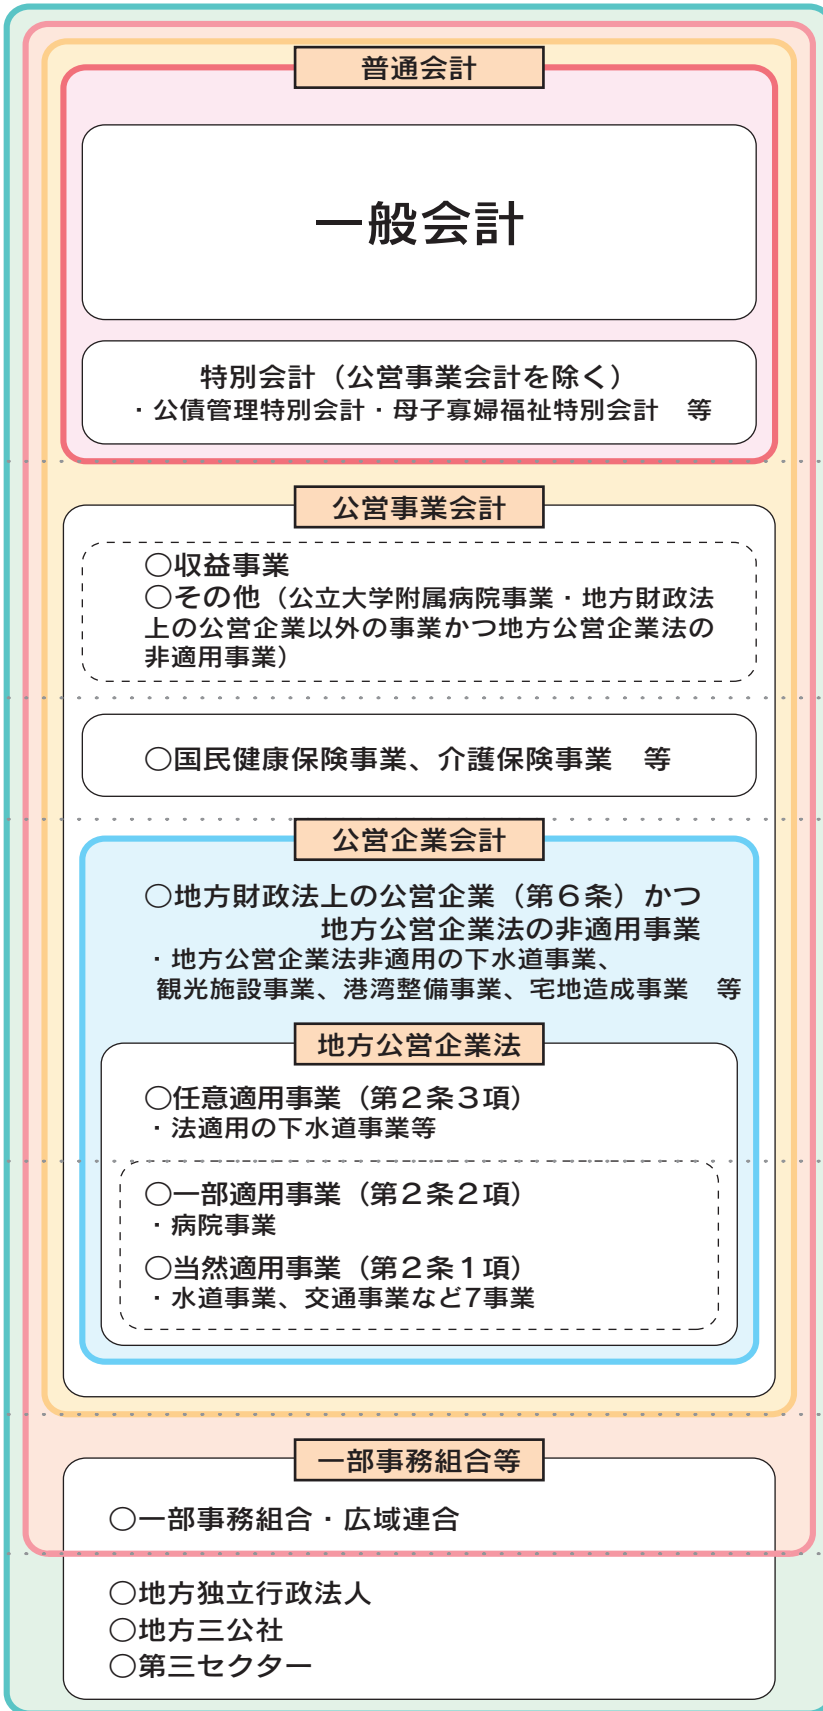 普通会計
一般会計
特別会計（公営事業会計を除く）
・公債管理特別会計・母子寡婦福祉特別会計　等
公営事業会計
○収益事業
○その他（公立大学附属病院事業・地方財政法
上の公営企業以外の事業かつ地方公営企業法の
非適用事業）
○国民健康保険事業、介護保険事業　等
公営企業会計
○地方財政法上の公営企業（第６条）かつ
地方公営企業法の非適用事業
・地方公営企業法非適用の下水道事業、
観光施設事業、港湾整備事業、宅地造成事業　等
地方公営企業法
○任意適用事業（第２条３項）
・法適用の下水道事業等
○一部適用事業（第２条２項）
・病院事業
○当然適用事業（第２条１項）
・水道事業、交通事業など7事業
一部事務組合等
○一部事務組合・広域連合
○地方独立行政法人
○地方三公社
○第三セクター